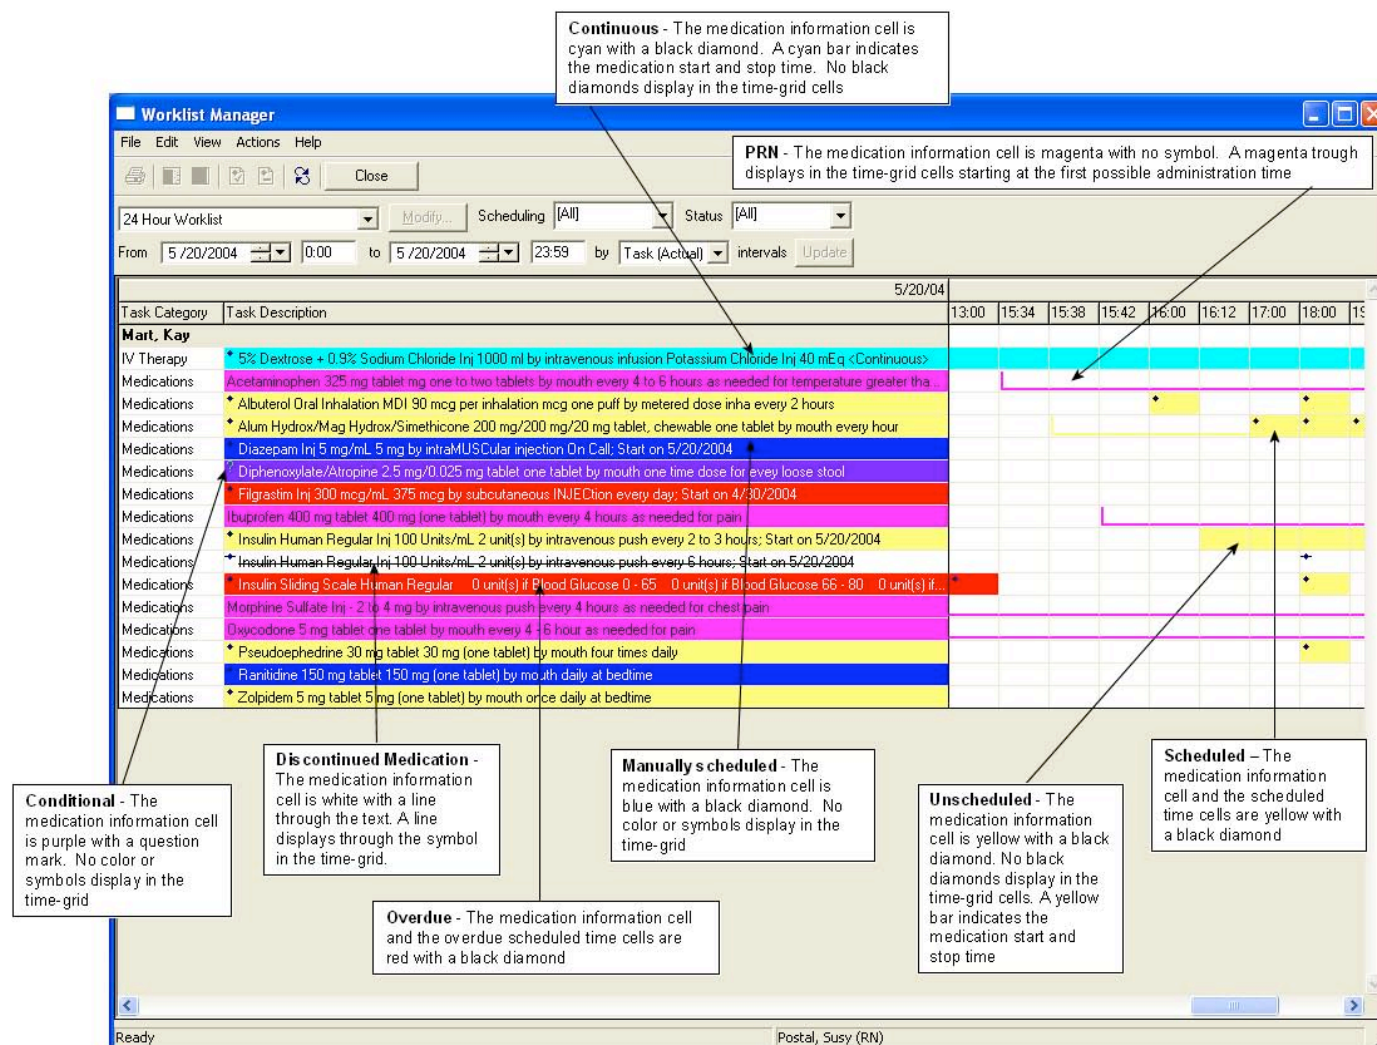 Continuous - The medication information cell is
cyan with a black diamond. A cyan bar indicates
the medication start and stop time. No black
diamonds display in the time-grid cells
Worklist Manager
File Edit View Actions Help
PRN - The medication information cell is magenta with no symbol. A magenta trough
displays in the time-grid cells starting at the first possible administration time
Close
24 Hour Worklist Modify... Scheduling [All] Status [All]
From 5/20/2004 0:00 to 5/20/2004 23:59 by Task (Actual) intervals Update
5/20/04
Task Category Task Description 13:00 15:34 15:38 15:42 16:00 16:12 17:00 18:00 19
Mart, Kay
IV Therapy 5% Dextrose + 0.9% Sodium Chloride Inj 1000 ml by intravenous infusion Potassium Chloride Inj 40 mEq <Continuous>
Medications Acetaminophen 325 mg tablet mg one to two tablets by mouth every 4 to 6 hours as needed for temperature greater tha...
Medications Albuterol Oral Inhalation MDI 90 mcg per inhalation mcg one puff by metered dose inha every 2 hours
Medications Alum Hydrox/Mag Hydrox/Simethicone 200 mg/200 mg/20 mg tablet, chewable one tablet by mouth every hour
Medications Diazepam Inj 5 mg/mL 5 mg by intraMUSCular injection On Call; Start on 5/20/2004
Medications ? Diphenoxylate/Atropine 2.5 mg/0.025 mg tablet one tablet by mouth one time dose for evey loose stool
Medications Filgrastim Inj 300 mcg/mL 375 mcg by subcutaneous INJECtion every day; Start on 4/30/2004
Medications Ibuprofen 400 mg tablet 400 mg (one tablet) by mouth every 4 hours as needed for pain
Medications Insulin Human Regular Inj 100 Units/mL 2 unit(s) by intravenous push every 2 to 3 hours; Start on 5/20/2004
Medications Insulin Human Regular Inj 100 Units/mL 2 unit(s) by intravenous push every 6 hours; Start on 5/20/2004
Medications Insulin Sliding Scale Human Regular 0 unit(s) if Blood Glucose 0 - 65 0 unit(s) if Blood Glucose 66 - 80 0 unit(s) if...
Medications Morphine Sulfate Inj - 2 to 4 mg by intravenous push every 4 hours as needed for chest pain
Medications Oxycodone 5 mg tablet one tablet by mouth every 4 - 6 hour as needed for pain
Medications Pseudoephedrine 30 mg tablet 30 mg (one tablet) by mouth four times daily
Medications Ranitidine 150 mg tablet 150 mg (one tablet) by mouth daily at bedtime
Medications Zolpidem 5 mg tablet 5 mg (one tablet) by mouth once daily at bedtime
Conditional - The
medication information cell
is purple with a question
mark. No color or
symbols display in the
time-grid
Discontinued Medication -
The medication information
cell is white with a line
through the text. A line
displays through the symbol
in the time-grid.
Overdue - The medication information cell
and the overdue scheduled time cells are
red with a black diamond
Manually scheduled - The
medication information cell is
blue with a black diamond. No
color or symbols display in the
time-grid
Unscheduled - The
medication information
cell is yellow with a black
diamond. No black
diamonds display in the
time-grid cells. A yellow
bar indicates the
medication start and
stop time
Scheduled – The
medication information
cell and the scheduled
time cells are yellow with
a black diamond
Ready Postal, Susy (RN)